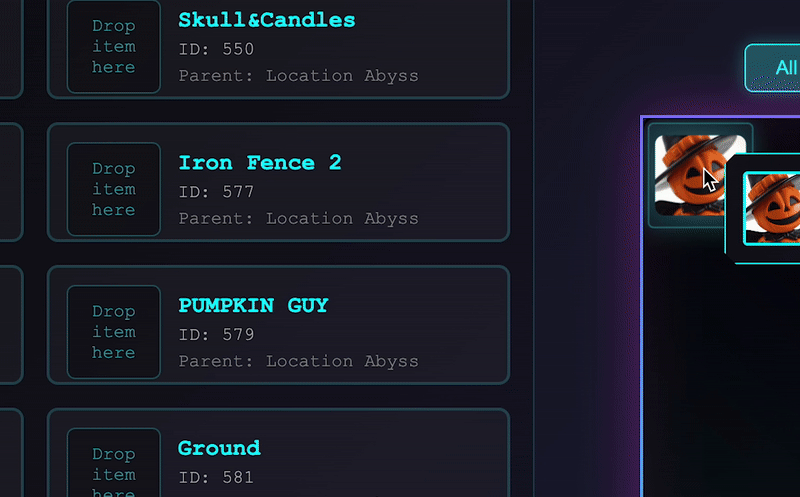 Drop
item
here
Skull&Candles
ID: 550
Parent: Location Abyss
All
Drop
item
here
Iron Fence 2
ID: 577
Parent: Location Abyss
Drop
item
here
PUMPKIN GUY
ID: 579
Parent: Location Abyss
Drop
item
here
Ground
ID: 581